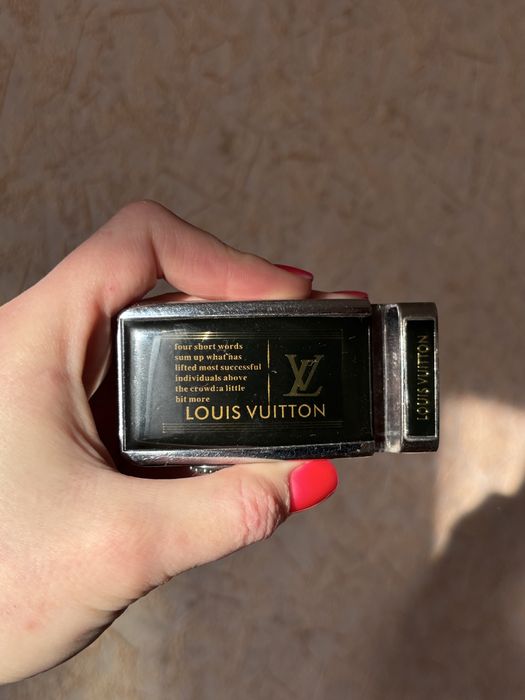 four short words
sum up what has
lifted most successful
individuals above
the crowd:a little
bit more
LV
LOUIS VUITTON
LOUIS VUITTON